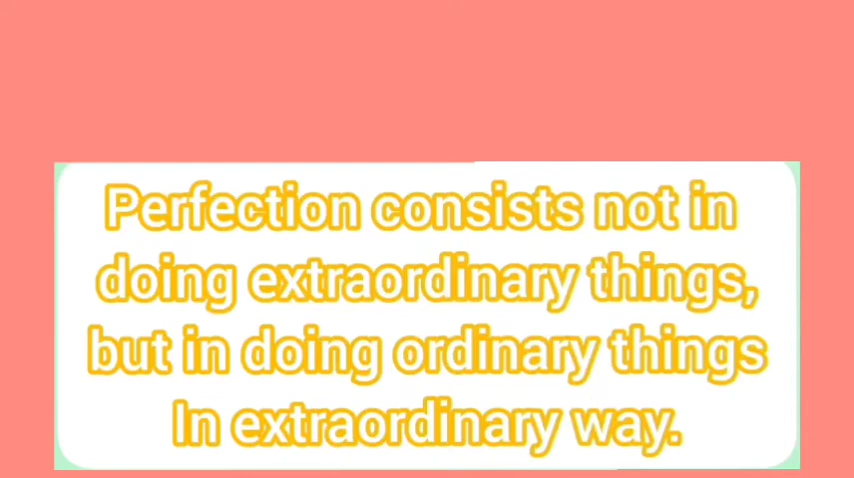 Perfection consists not in
doing extraordinary things,
but in doing ordinary things
In extraordinary way.